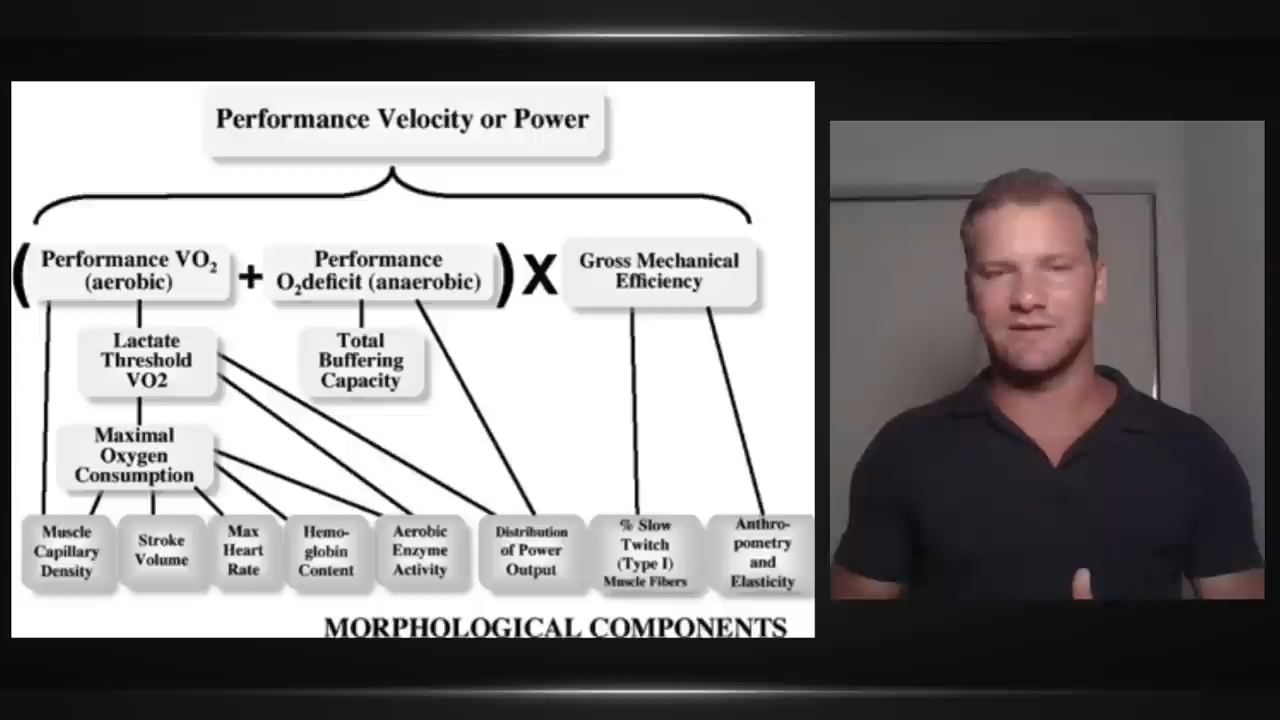 Performance Velocity or Power
( Performance VO₂
(aerobic)
+
Performance
O₂deficit (anaerobic)
) X
Gross Mechanical
Efficiency
Lactate
Threshold
VO2
Total
Buffering
Capacity
Maximal
Oxygen
Consumption
Muscle
Capillary
Density
Stroke
Volume
Max
Heart
Rate
Hemo-
globin
Content
Aerobic
Enzyme
Activity
Distribution
of Power
Output
% Slow
Twitch
(Type I)
Muscle Fibers
Anthro-
pometry
and
Elasticity
MORPHOLOGICAL COMPONENTS